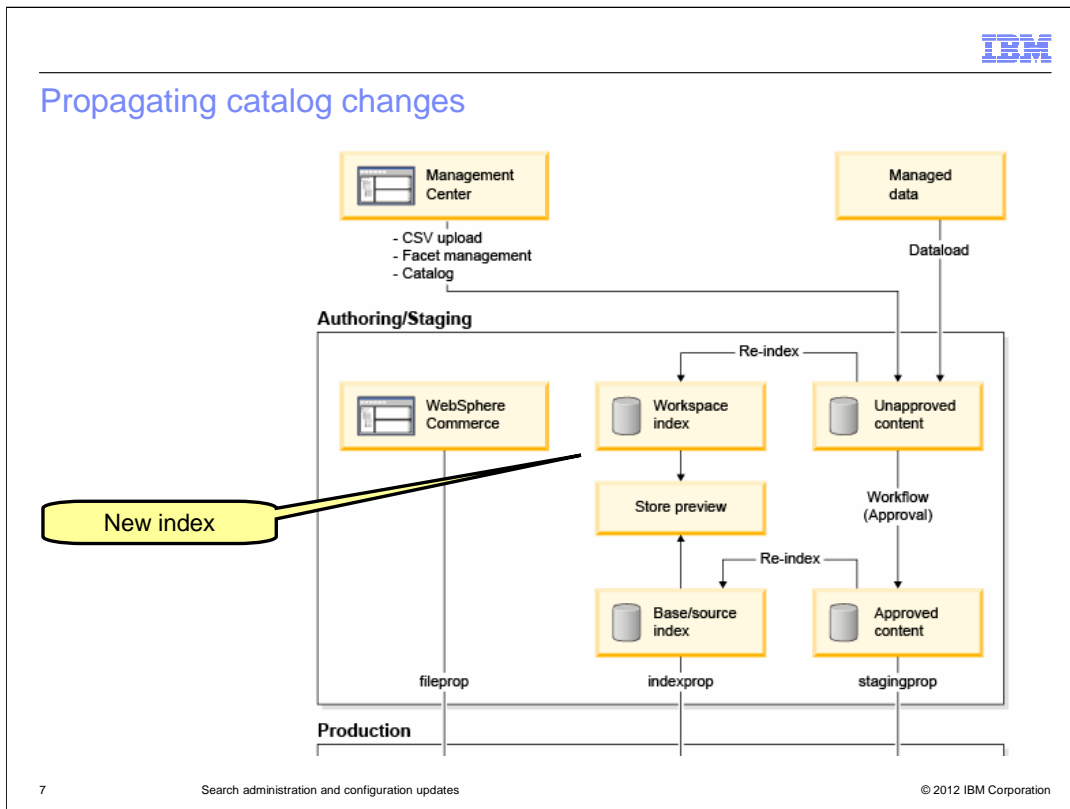 IBM
Propagating catalog changes
Management
Center
Managed
data
- CSV upload
- Facet management
- Catalog
Dataload
Authoring/Staging
Re-index
WebSphere
Commerce
Workspace
index
Unapproved
content
New index
Store preview
Workflow
(Approval)
Re-index
Base/source
index
Approved
content
fileprop
indexprop
stagingprop
Production
7
Search administration and configuration updates
© 2012 IBM Corporation